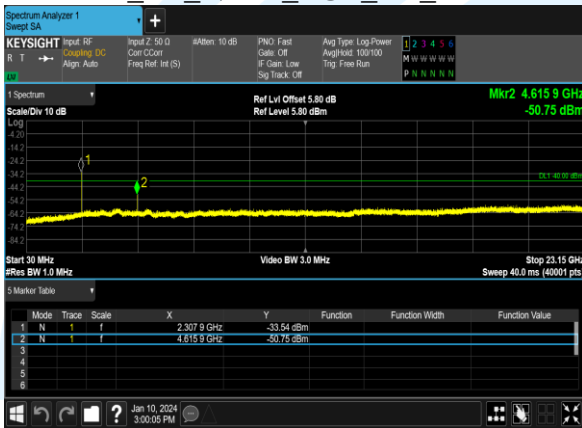 Spectrum Analyzer 1
Swept SA
+
KEYSIGHT Input: RF Input Z: 50 Ω #Atten: 10 dB PNO: Fast Avg Type: Log-Power 1 2 3 4 5 6
R T Coupling: DC Corr CCorr Gate: Off Avg|Hold: 100/100 M W W W W W
Align: Auto Freq Ref: Int (S) IF Gain: Low Trig: Free Run
Sig Track: Off P N N N N N
1 Spectrum Ref Lvl Offset 5.80 dB Mkr2 4.615 9 GHz
Scale/Div 10 dB Ref Level 5.80 dBm -50.75 dBm
Log
-4.20
-14.2
1
-24.2
-34.2
DL1 -40.00 dBm
2
-44.2
-54.2
-64.2
-74.2
-84.2
Start 30 MHz Video BW 3.0 MHz Stop 23.15 GHz
#Res BW 1.0 MHz Sweep 40.0 ms (40001 pts
5 Marker Table
Mode Trace Scale X Y Function Function Width Function Value
1 N 1 f 2.307 9 GHz -33.54 dBm
2 N 1 f 4.615 9 GHz -50.75 dBm
3
4
5
6
? Jan 10, 2024
3:00:05 PM